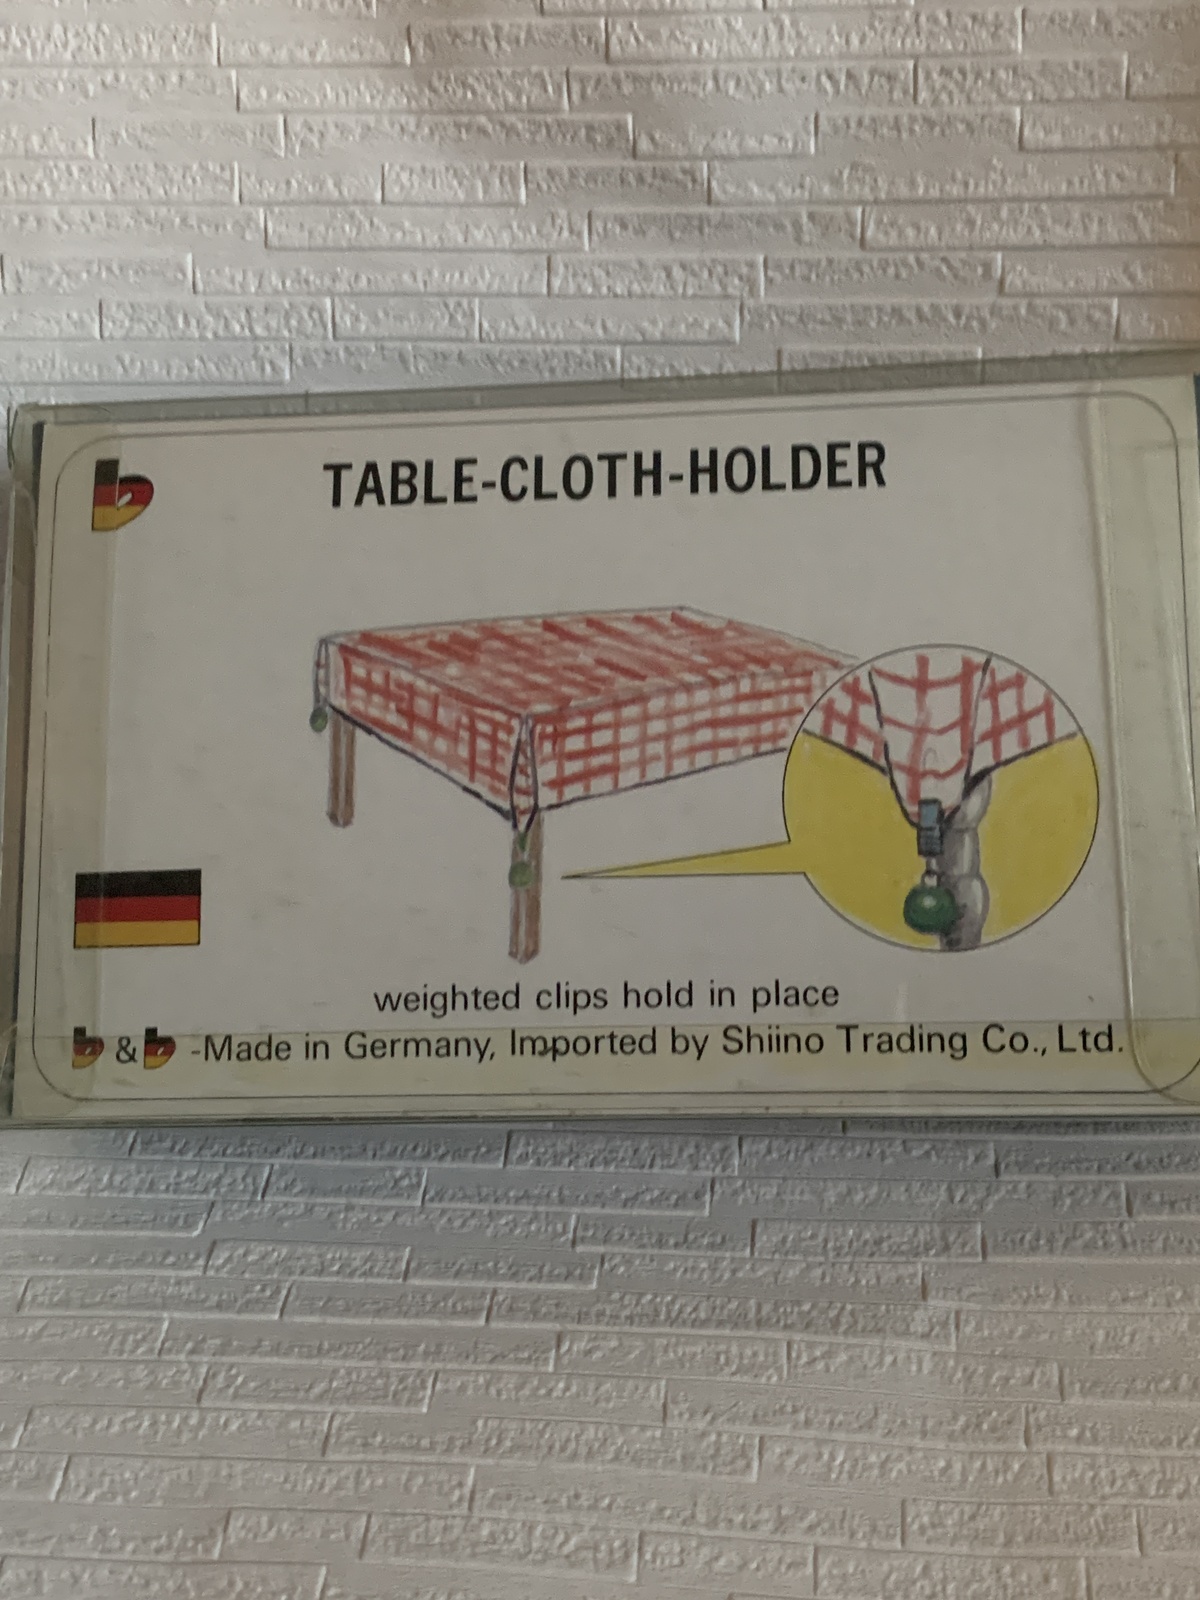 b
TABLE-CLOTH-HOLDER
weighted clips hold in place
b & b -Made in Germany, Imported by Shiino Trading Co., Ltd.